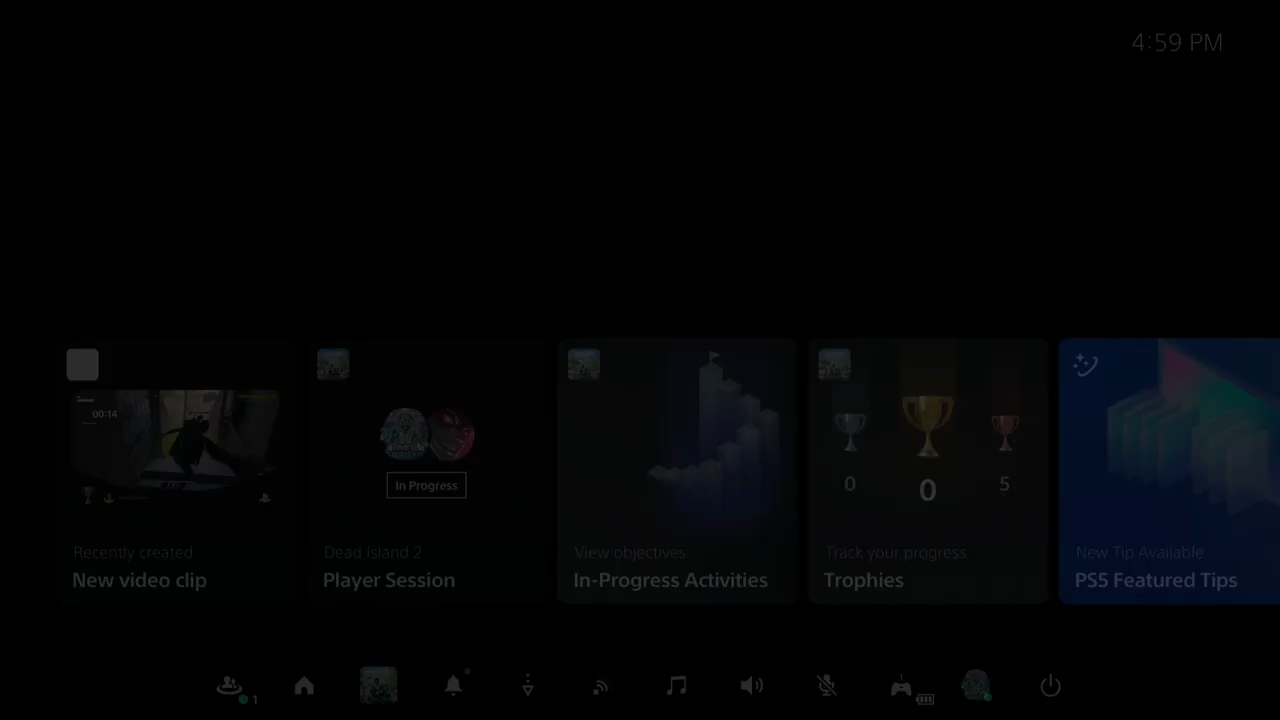 4:59 PM
00:14
In Progress
0
0
5
Recently created
New video clip
Dead Island 2
Player Session
View objectives
In-Progress Activities
Track your progress
Trophies
New Tip Available
PS5 Featured Tips
1